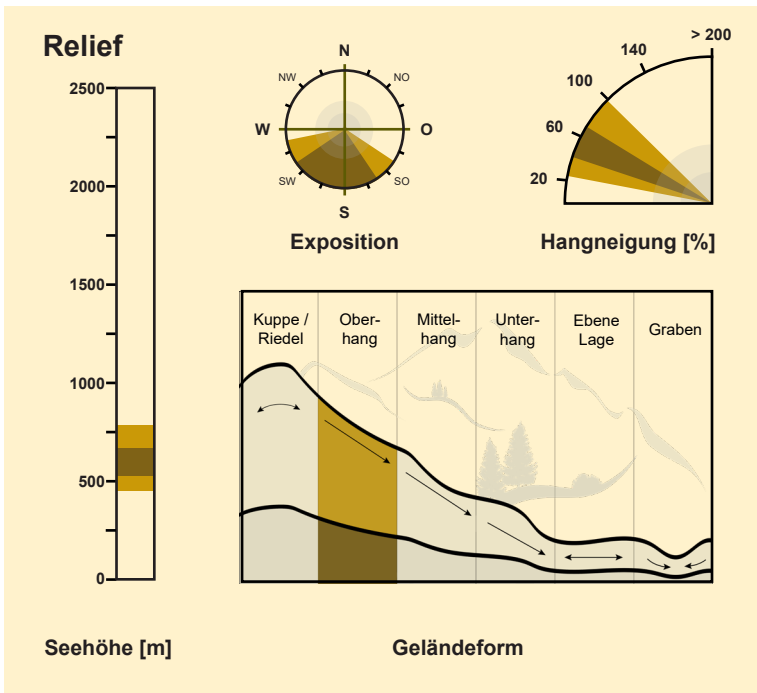 Relief
2500
2000
1500
1000
500
0
Seehöhe [m]
N
NW
NO
W
O
SW
SO
S
Exposition
> 200
140
100
60
20
Hangneigung [%]
Kuppe /
Riedel
Ober-
hang
Mittel-
hang
Unter-
hang
Ebene
Lage
Graben
Geländeform